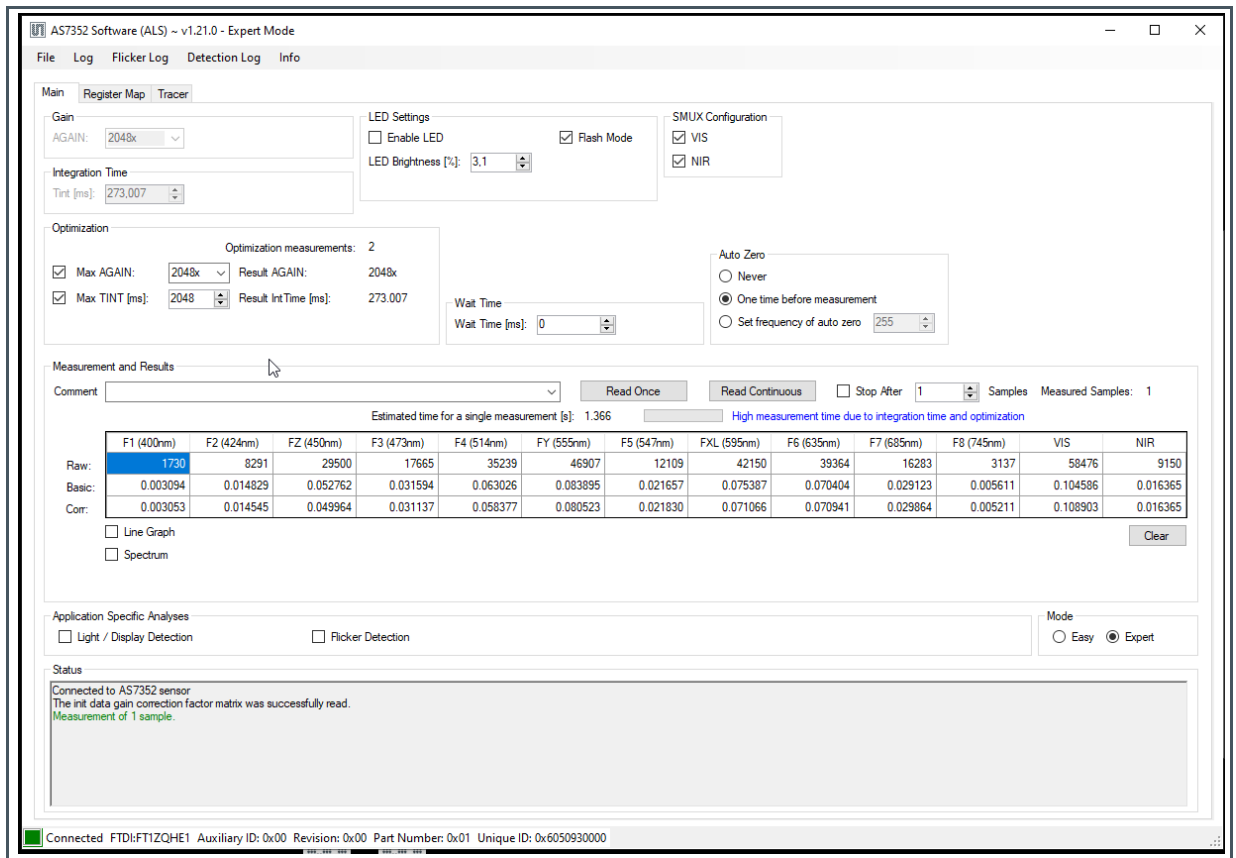 AS7352 Software (ALS) ~ v1.21.0 - Expert Mode
File Log Flicker Log Detection Log Info
Main Register Map Tracer
Gain
AGAIN: 2048x
Integration Time
Tint [ms]: 273,007
LED Settings
Enable LED Flash Mode
LED Brightness [%]: 3,1
SMUX Configuration
VIS
NIR
Optimization
Optimization measurements: 2
Max AGAIN: 2048x Result AGAIN: 2048x
Max TINT [ms]: 2048 Result IntTime [ms]: 273.007
Wait Time
Wait Time [ms]: 0
Auto Zero
Never
One time before measurement
Set frequency of auto zero 255
Measurement and Results
Comment Read Once Read Continuous Stop After 1 Samples Measured Samples: 1
Estimated time for a single measurement [s]: 1.366 High measurement time due to integration time and optimization
F1 (400nm) F2 (424nm) FZ (450nm) F3 (473nm) F4 (514nm) FY (555nm) F5 (547nm) FXL (595nm) F6 (635nm) F7 (685nm) F8 (745nm) VIS NIR
Raw: 1730 8291 29500 17665 35239 46907 12109 42150 39364 16283 3137 58476 9150
Basic: 0.003094 0.014829 0.052762 0.031594 0.063026 0.083895 0.021657 0.075387 0.070404 0.029123 0.005611 0.104586 0.016365
Corr: 0.003053 0.014545 0.049964 0.031137 0.058377 0.080523 0.021830 0.071066 0.070941 0.029864 0.005211 0.108903 0.016365
Line Graph
Spectrum
Clear
Application Specific Analyses
Light / Display Detection Flicker Detection
Mode
Easy Expert
Status
Connected to AS7352 sensor
The init data gain correction factor matrix was successfully read.
Measurement of 1 sample.
Connected FTDI:FT1ZQHE1 Auxiliary ID: 0x00 Revision: 0x00 Part Number: 0x01 Unique ID: 0x6050930000